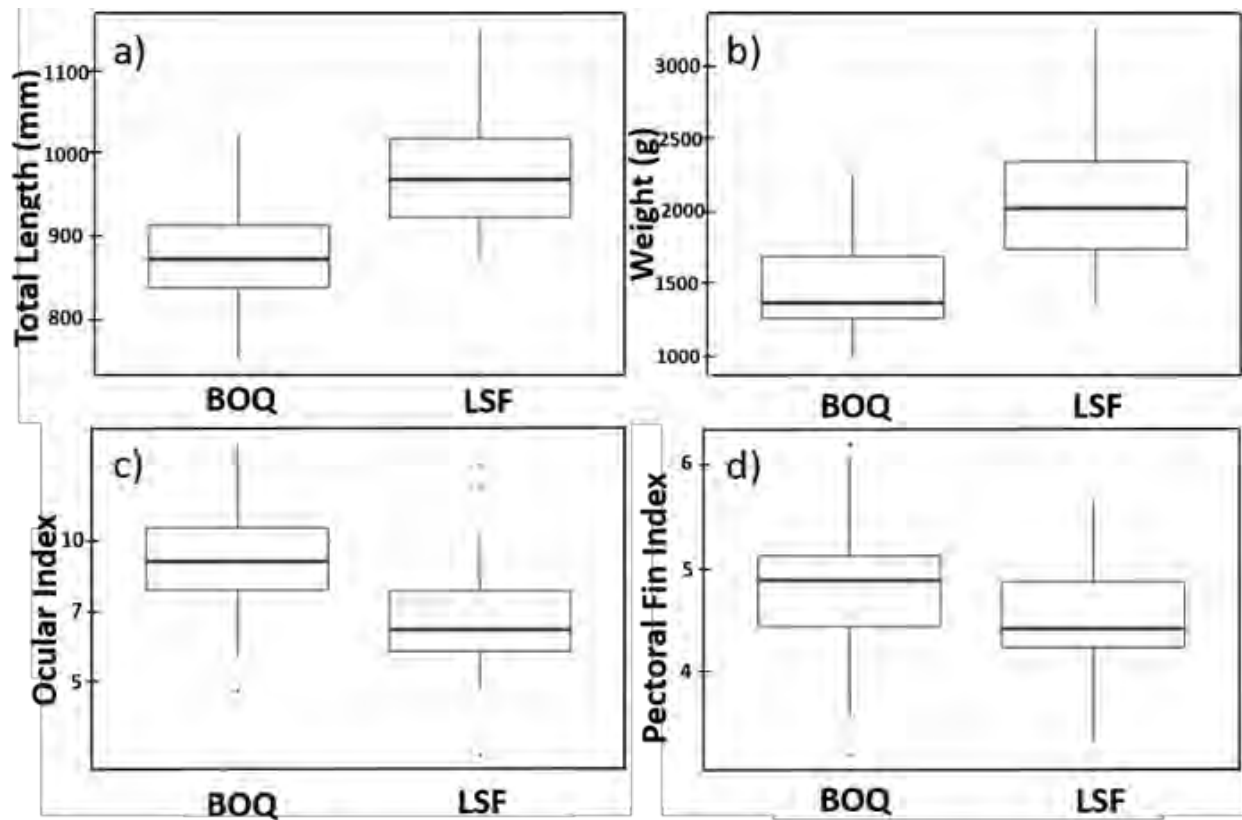 a)
Total Length (mm)
1100
1000
900
800
BOQ
LSF
b)
Weight (g)
3000
2500
2000
1500
1000
BOQ
LSF
c)
Ocular Index
10
7
5
BOQ
LSF
d)
Pectoral Fin Index
6
5
4
BOQ
LSF